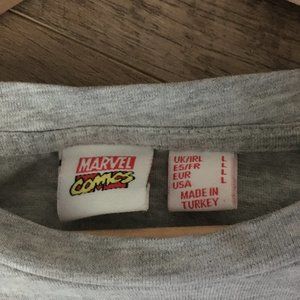 MARVEL
COMICS
UK/IRL L
ES/FR L
EUR L
USA L
MADE IN
TURKEY